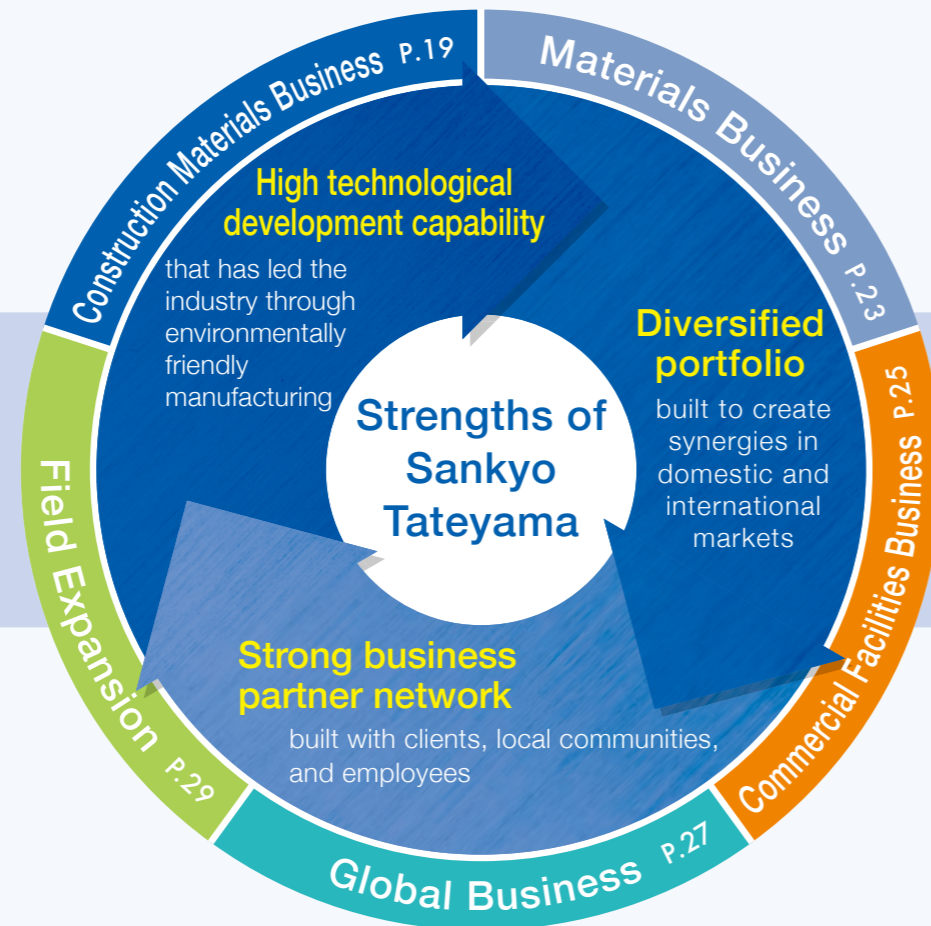 Construction Materials Business P.19
Materials Business P.23
Commercial Facilities Business P.25
Global Business P.27
Field Expansion P.29
High technological
development capability
that has led the
industry through
environmentally
friendly
manufacturing
Diversified
portfolio
built to create
synergies in
domestic and
international
markets
Strong business
partner network
built with clients, local communities,
and employees
Strengths of
Sankyo
Tateyama